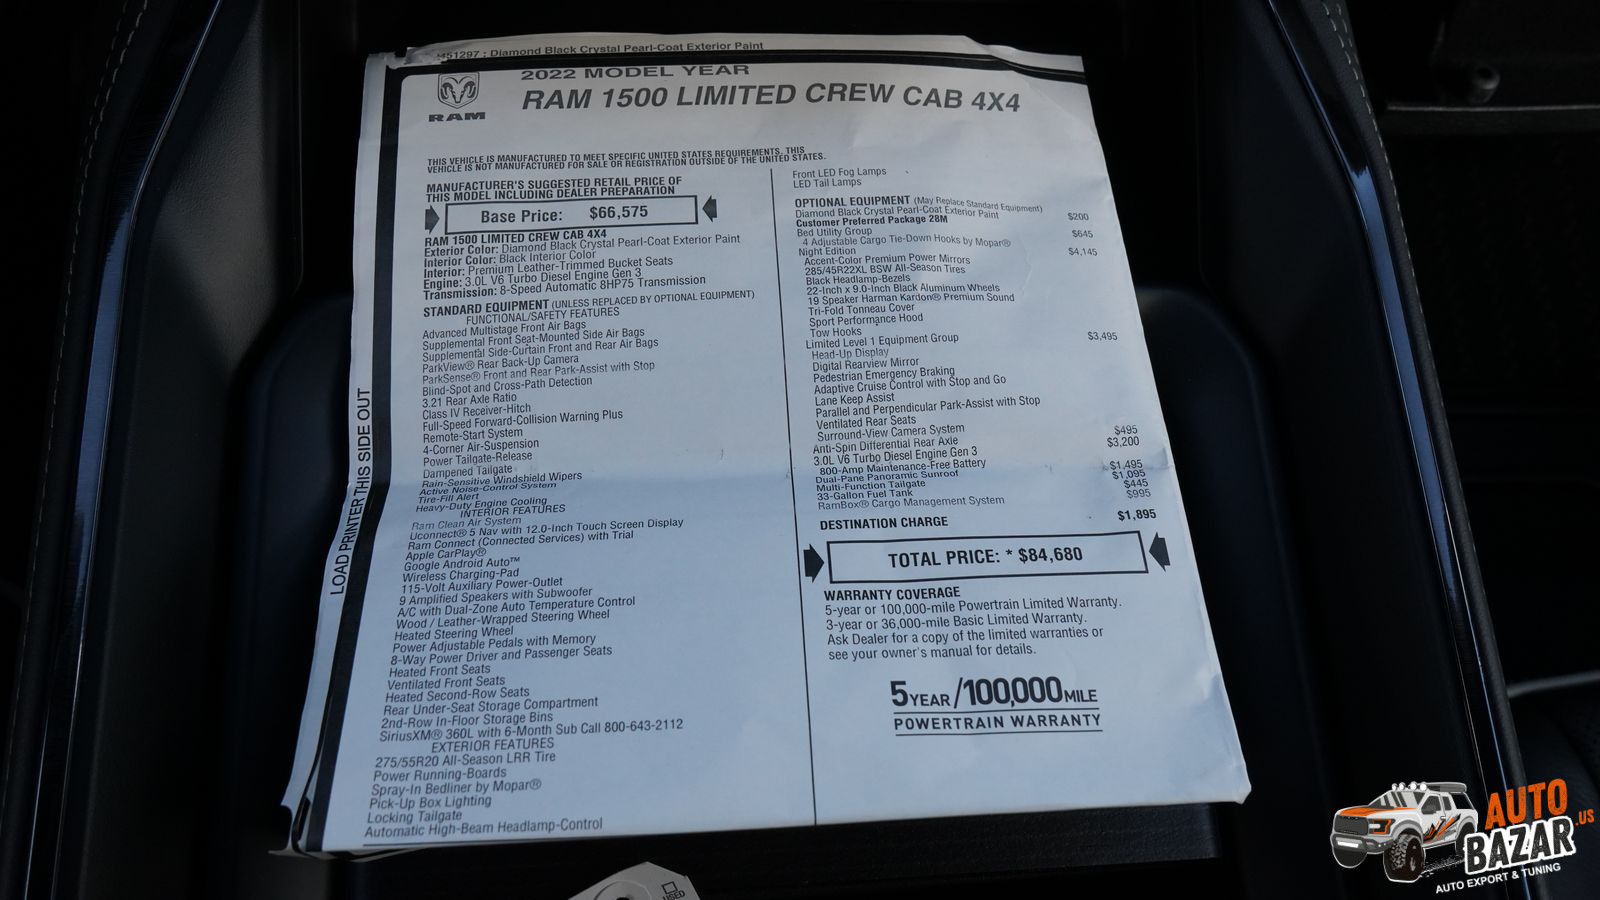 451297 : Diamond Black Crystal Pearl-Coat Exterior Paint
2022 MODEL YEAR
RAM 1500 LIMITED CREW CAB 4X4
RAM
LOAD PRINTER THIS SIDE OUT
THIS VEHICLE IS MANUFACTURED TO MEET SPECIFIC UNITED STATES REQUIREMENTS. THIS
VEHICLE IS NOT MANUFACTURED FOR SALE OR REGISTRATION OUTSIDE OF THE UNITED STATES.
MANUFACTURER'S SUGGESTED RETAIL PRICE OF
THIS MODEL INCLUDING DEALER PREPARATION
Base Price: $66,575
RAM 1500 LIMITED CREW CAB 4X4
Exterior Color: Diamond Black Crystal Pearl-Coat Exterior Paint
Interior Color: Black Interior Color
Interior: Premium Leather-Trimmed Bucket Seats
Engine: 3.0L V6 Turbo Diesel Engine Gen 3
Transmission: 8-Speed Automatic 8HP75 Transmission
STANDARD EQUIPMENT (UNLESS REPLACED BY OPTIONAL EQUIPMENT)
FUNCTIONAL/SAFETY FEATURES
Advanced Multistage Front Air Bags
Supplemental Front Seat-Mounted Side Air Bags
Supplemental Side-Curtain Front and Rear Air Bags
ParkView® Rear Back-Up Camera
ParkSense® Front and Rear Park-Assist with Stop
Blind-Spot and Cross-Path Detection
3.21 Rear Axle Ratio
Class IV Receiver-Hitch
Full-Speed Forward-Collision Warning Plus
Remote-Start System
4-Corner Air-Suspension
Power Tailgate-Release
Dampened Tailgate
Rain-Sensitive Windshield Wipers
Active Noise-Control System
Tire-Fill Alert
Heavy-Duty Engine Cooling
INTERIOR FEATURES
Ram Clean Air System
Uconnect® 5 Nav with 12.0-Inch Touch Screen Display
Ram Connect (Connected Services) with Trial
Apple CarPlay®
Google Android Auto™
Wireless Charging-Pad
115-Volt Auxiliary Power-Outlet
9 Amplified Speakers with Subwoofer
A/C with Dual-Zone Auto Temperature Control
Wood / Leather-Wrapped Steering Wheel
Heated Steering Wheel
Power Adjustable Pedals with Memory
8-Way Power Driver and Passenger Seats
Heated Front Seats
Ventilated Front Seats
Heated Second-Row Seats
Rear Under-Seat Storage Compartment
2nd-Row In-Floor Storage Bins
SiriusXM® 360L with 6-Month Sub Call 800-643-2112
EXTERIOR FEATURES
275/55R20 All-Season LRR Tire
Power Running-Boards
Spray-In Bedliner by Mopar®
Pick-Up Box Lighting
Locking Tailgate
Automatic High-Beam Headlamp-Control
Front LED Fog Lamps
LED Tail Lamps
OPTIONAL EQUIPMENT (May Replace Standard Equipment)
Diamond Black Crystal Pearl-Coat Exterior Paint $200
Customer Preferred Package 28M
Bed Utility Group $645
4 Adjustable Cargo Tie-Down Hooks by Mopar®
Night Edition $4,145
Accent-Color Premium Power Mirrors
285/45R22XL BSW All-Season Tires
Black Headlamp-Bezels
22-Inch x 9.0-Inch Black Aluminum Wheels
19 Speaker Harman Kardon® Premium Sound
Tri-Fold Tonneau Cover
Sport Performance Hood
Tow Hooks
Limited Level 1 Equipment Group $3,495
Head-Up Display
Digital Rearview Mirror
Pedestrian Emergency Braking
Adaptive Cruise Control with Stop and Go
Lane Keep Assist
Parallel and Perpendicular Park-Assist with Stop
Ventilated Rear Seats
Surround-View Camera System
Anti-Spin Differential Rear Axle $495
3.0L V6 Turbo Diesel Engine Gen 3 $3,200
800-Amp Maintenance-Free Battery
Dual-Pane Panoramic Sunroof $1,495
Multi-Function Tailgate $1,095
33-Gallon Fuel Tank $445
RamBox® Cargo Management System $995
DESTINATION CHARGE $1,895
TOTAL PRICE: * $84,680
WARRANTY COVERAGE
5-year or 100,000-mile Powertrain Limited Warranty.
3-year or 36,000-mile Basic Limited Warranty.
Ask Dealer for a copy of the limited warranties or
see your owner's manual for details.
5 YEAR/100,000 MILE
POWERTRAIN WARRANTY
USED
AUTO
BAZAR.US
AUTO EXPORT & TUNING